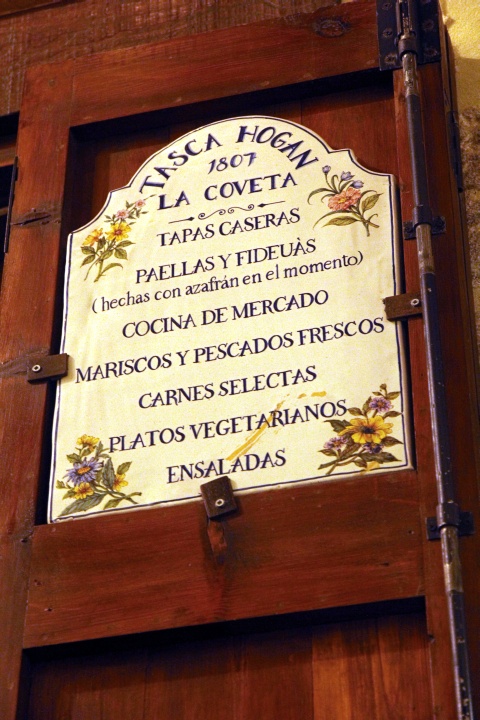 TASCA HOGAN
1807
LA COVETA
TAPAS CASERAS
PAELLAS Y FIDEUÀS
(hechas con azafrán en el momento)
COCINA DE MERCADO
MARISCOS Y PESCADOS FRESCOS
CARNES SELECTAS
PLATOS VEGETARIANOS
ENSALADAS